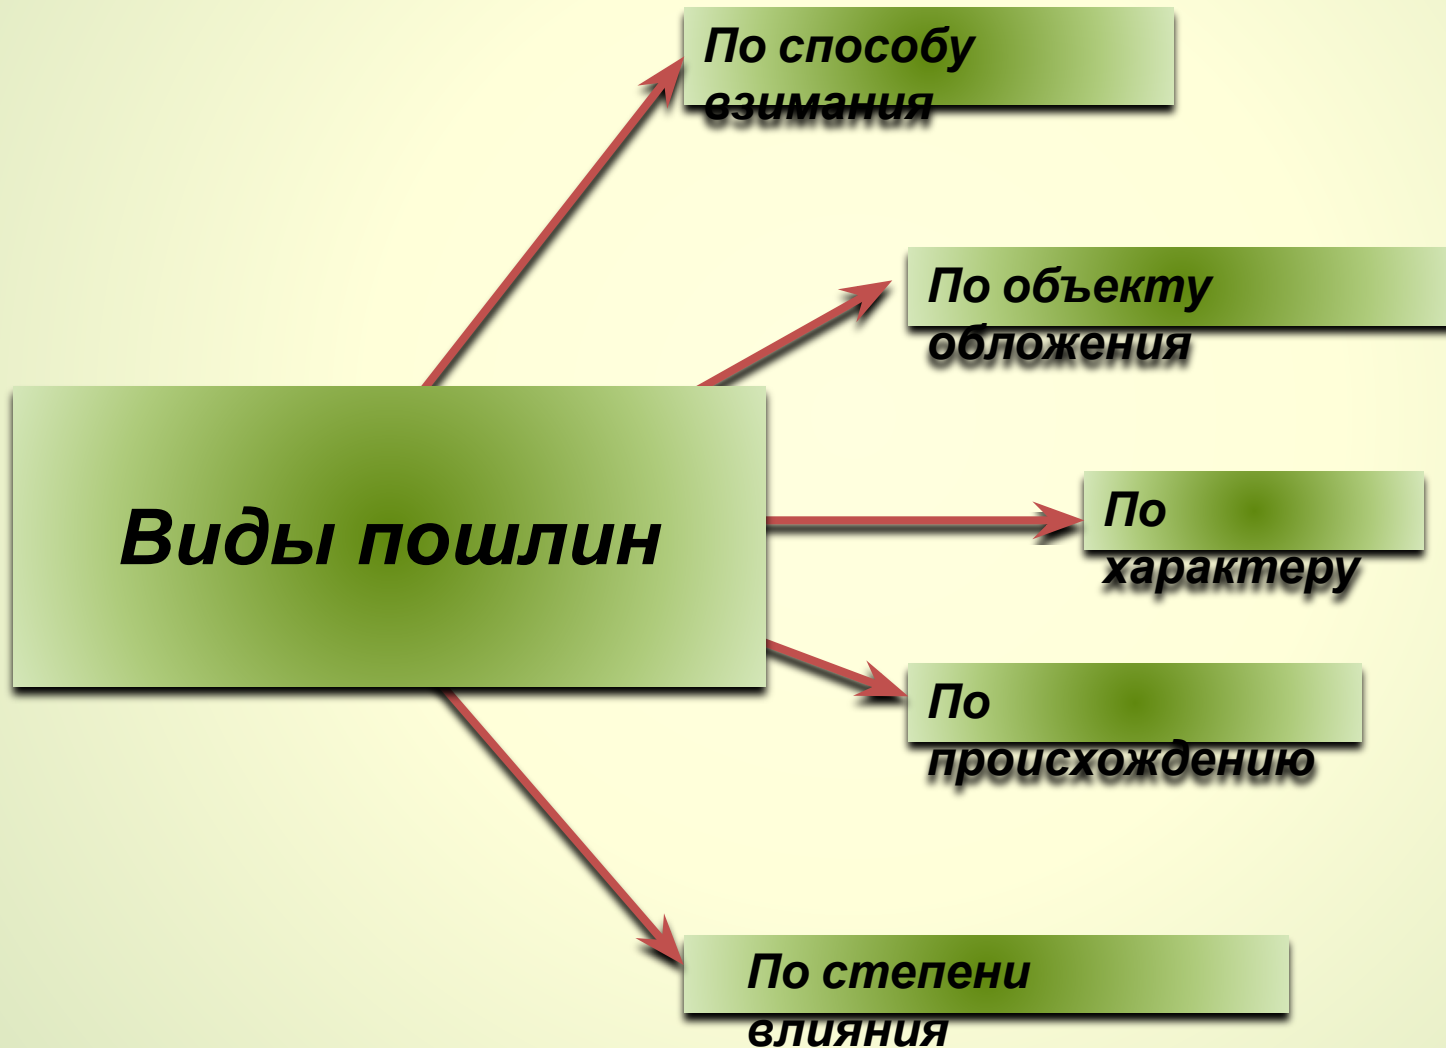 По способу
взимания
По объекту
обложения
Виды пошлин
По
характеру
По
происхождению
По степени
влияния